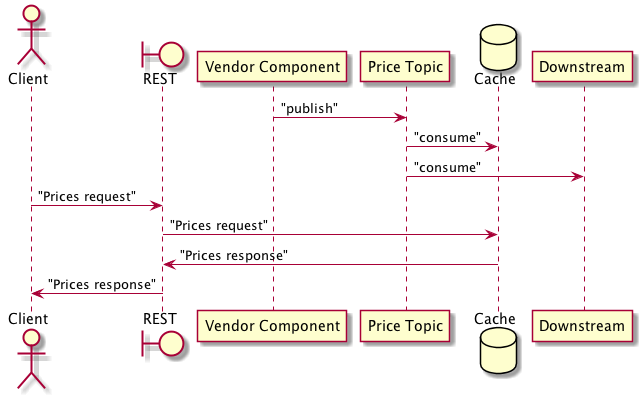 Client
REST
Vendor Component
Price Topic
Cache
Downstream
"publish"
"consume"
"consume"
"Prices request"
"Prices request"
"Prices response"
"Prices response"
Client
REST
Vendor Component
Price Topic
Cache
Downstream